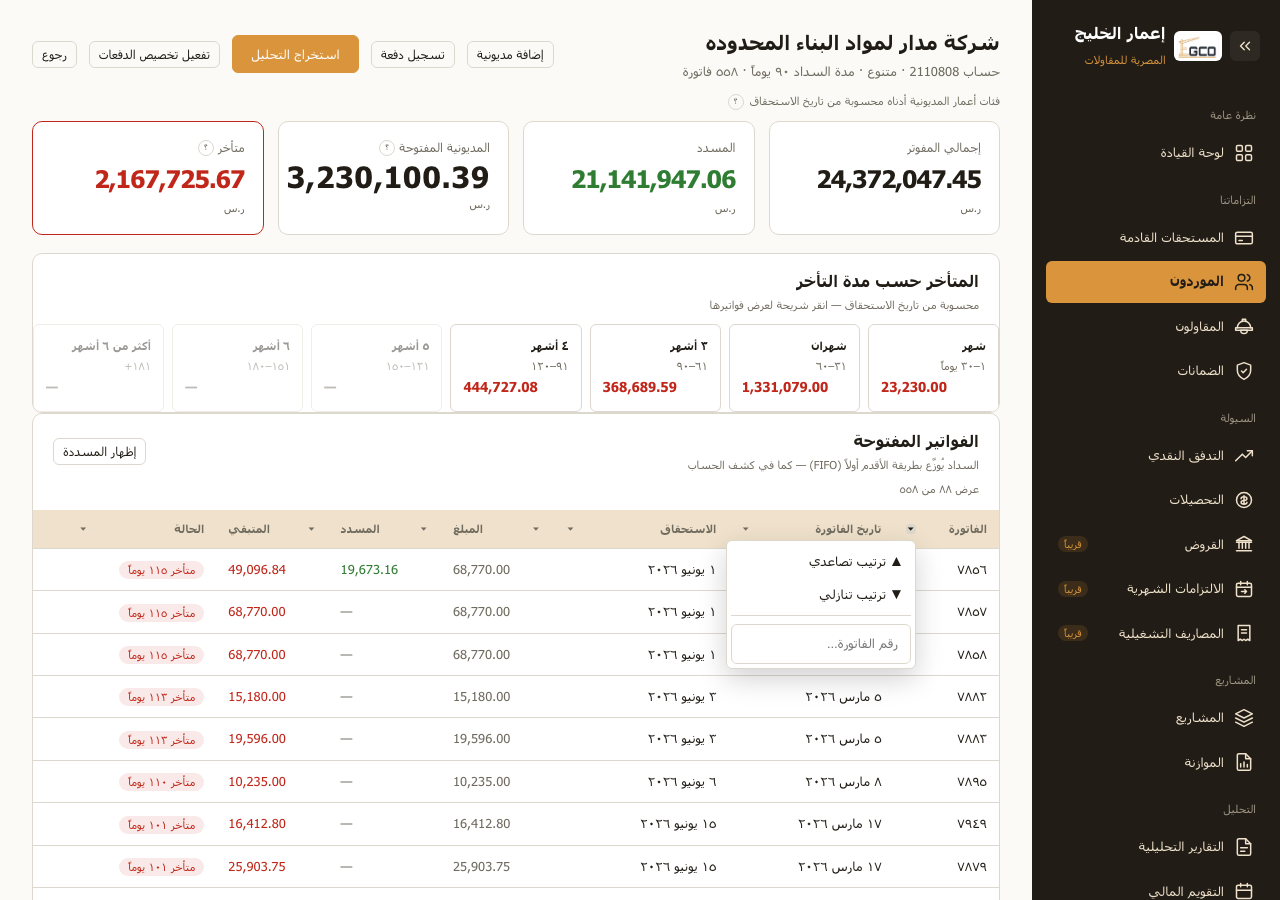 إعمار الخليج
المصرية للمقاولات
GCO
نظرة عامة
لوحة القيادة
التزاماتنا
المستحقات القادمة
الموردون
المقاولون
الضمانات
السيولة
التدفق النقدي
التحصيلات
القروض
قريباً
الالتزامات الشهرية
قريباً
المصاريف التشغيلية
قريباً
المشاريع
المشاريع
الموازنة
التحليل
التقارير التحليلية
التقويم المالي
شركة مدار لمواد البناء المحدوده
حساب 2110808 · متنوع · مدة السداد ٩٠ يوماً · ٥٥٨ فاتورة
إضافة مديونية
تسجيل دفعة
استخراج التحليل
تفعيل تخصيص الدفعات
رجوع
فئات أعمار المديونية أدناه محسوبة من تاريخ الاستحقاق ؟
إجمالي المفوتر
24,372,047.45
ر.س
المسدد
21,141,947.06
ر.س
المديونية المفتوحة ؟
3,230,100.39
ر.س
متأخر ؟
2,167,725.67
ر.س
المتأخر حسب مدة التأخر
محسوبة من تاريخ الاستحقاق — انقر شريحة لعرض فواتيرها
شهر
١–٣٠ يوماً
23,230.00
شهران
٣١–٦٠
1,331,079.00
٣ أشهر
٦١–٩٠
368,689.59
٤ أشهر
٩١–١٢٠
444,727.08
٥ أشهر
١٢١–١٥٠
—
٦ أشهر
١٥١–١٨٠
—
أكثر من ٦ أشهر
١٨١+
—
الفواتير المفتوحة
إظهار المسددة
السداد يُوزّع بطريقة الأقدم أولاً (FIFO) — كما في كشف الحساب
عرض ٨٨ من ٥٥٨
الفاتورة تاريخ الفاتورة الاستحقاق المبلغ المسدد المتبقي الحالة
▲ ترتيب تصاعدي
▼ ترتيب تنازلي
رقم الفاتورة...
٧٨٥٦ ١ يونيو ٢٠٢٦ 68,770.00 19,673.16 49,096.84 متأخر ١١٥ يوماً
٧٨٥٧ ١ يونيو ٢٠٢٦ 68,770.00 — 68,770.00 متأخر ١١٥ يوماً
٧٨٥٨ ١ يونيو ٢٠٢٦ 68,770.00 — 68,770.00 متأخر ١١٥ يوماً
٧٨٨٢ ٥ مارس ٢٠٢٦ ٣ يونيو ٢٠٢٦ 15,180.00 — 15,180.00 متأخر ١١٣ يوماً
٧٨٨٣ ٥ مارس ٢٠٢٦ ٣ يونيو ٢٠٢٦ 19,596.00 — 19,596.00 متأخر ١١٣ يوماً
٧٨٩٥ ٨ مارس ٢٠٢٦ ٦ يونيو ٢٠٢٦ 10,235.00 — 10,235.00 متأخر ١١٠ يوماً
٧٩٤٩ ١٧ مارس ٢٠٢٦ ١٥ يونيو ٢٠٢٦ 16,412.80 — 16,412.80 متأخر ١٠١ يوماً
٧٨٧٩ ١٧ مارس ٢٠٢٦ ١٥ يونيو ٢٠٢٦ 25,903.75 — 25,903.75 متأخر ١٠١ يوماً